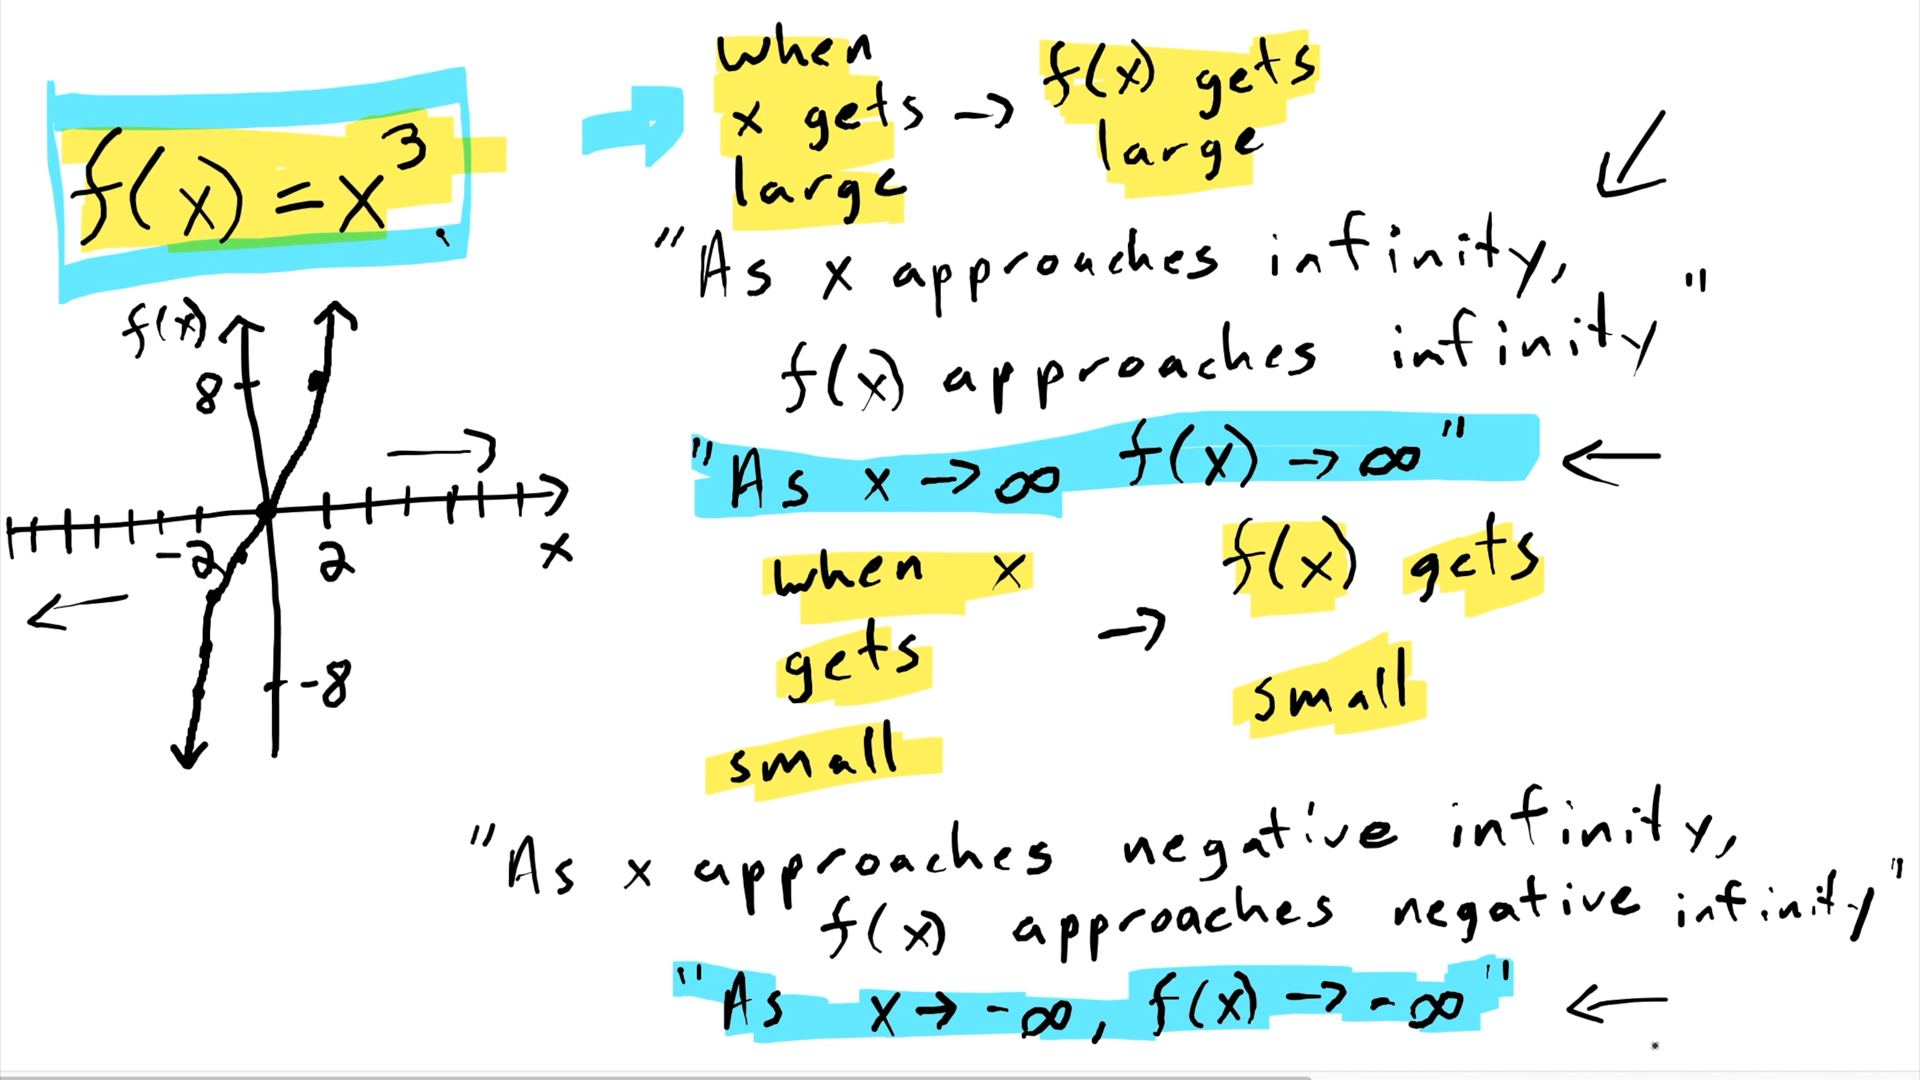 f(x) = x³
when
x gets → f(x) gets
large large
"As x approaches infinity,
f(x) approaches infinity"
"As x → ∞ f(x) → ∞"
when x
gets
small
→
f(x) gets
small
"As x approaches negative infinity,
f(x) approaches negative infinity"
"As x → -∞, f(x) → -∞"
f(x)
8
-2 2 x
-8